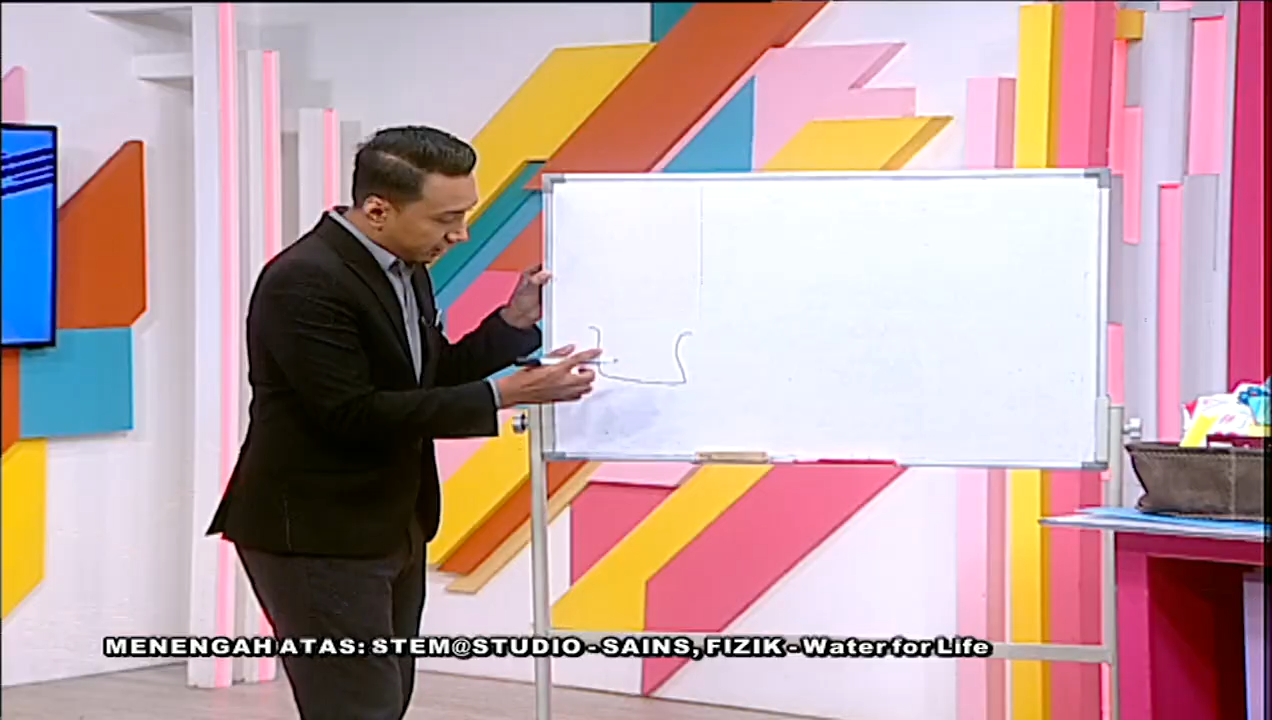 MENENGAH ATAS: STEM@STUDIO - SAINS, FIZIK - Water for Life